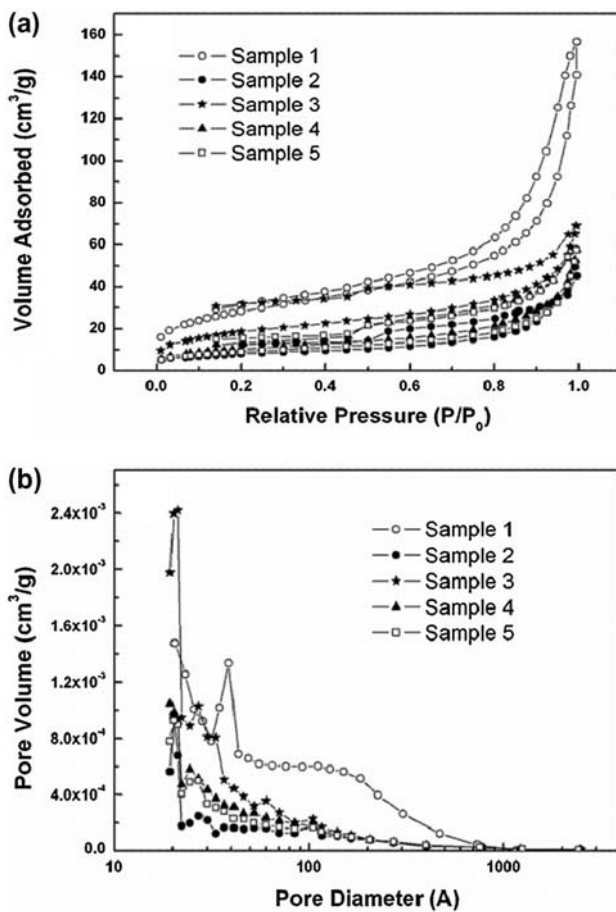 (a)
160
140
120
100
80
60
40
20
0
Volume Adsorbed (cm³/g)
Sample 1
Sample 2
Sample 3
Sample 4
Sample 5
0.0 0.2 0.4 0.6 0.8 1.0
Relative Pressure (P/P₀)
(b)
2.4x10⁻³
2.0x10⁻³
1.6x10⁻³
1.2x10⁻³
8.0x10⁻⁴
4.0x10⁻⁴
0.0
Pore Volume (cm³/g)
Sample 1
Sample 2
Sample 3
Sample 4
Sample 5
10 100 1000
Pore Diameter (A)